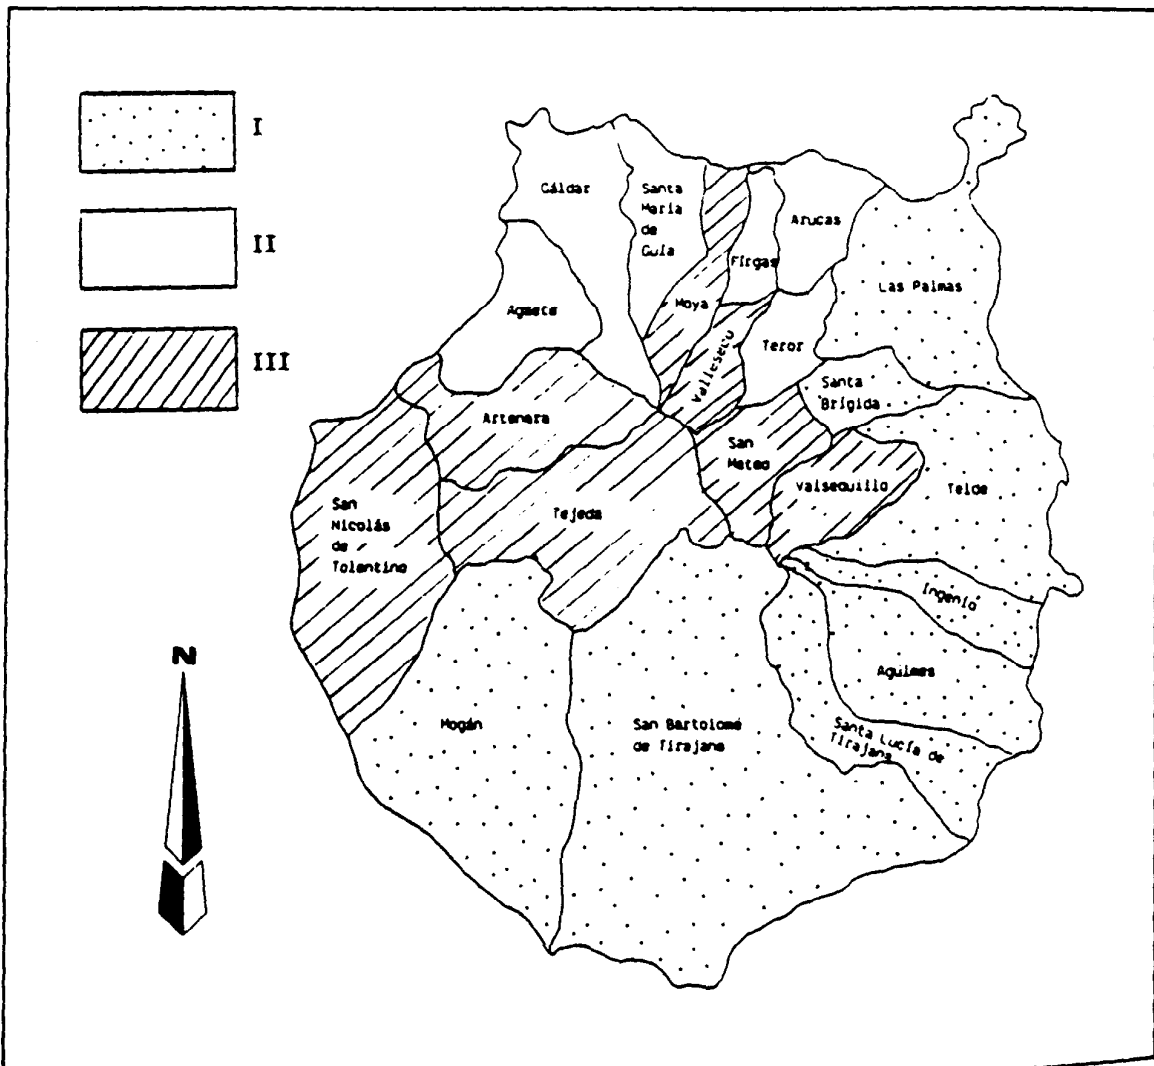 I
II
III
N
Gáldar
Santa
María
de
Guía
Arucas
Firgas
Las Palmas
Moya
Agaete
Valleseco
Teror
Santa
Brígida
Artenara
San
Mateo
Valsequillo
Telde
San
Nicolás
de
Tolentino
Tejeda
Ingenio
Agüimes
Mogán
San Bartolomé
de Tirajana
Santa Lucía de
Tirajana